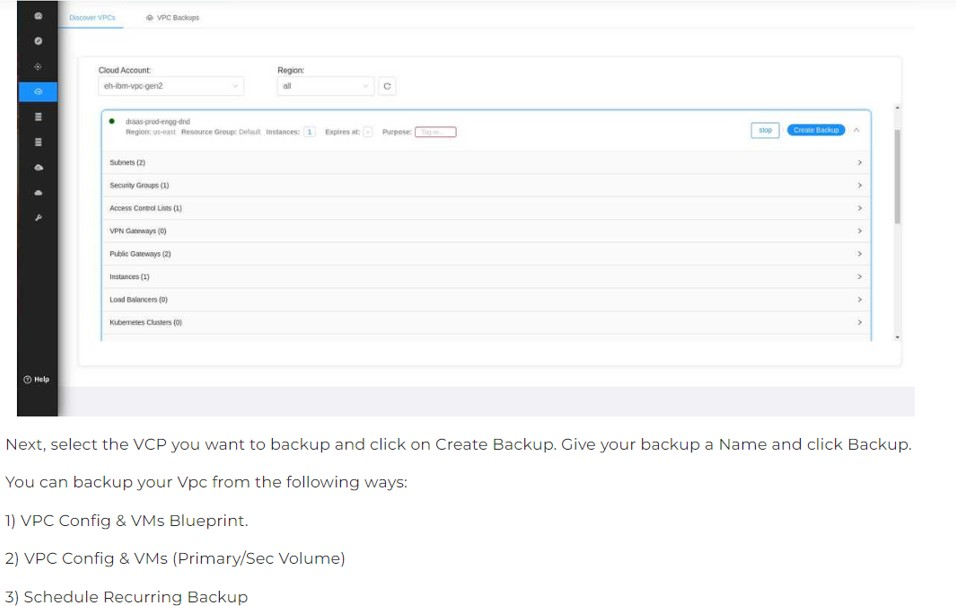 Discover VPCs
VPC Backups
Cloud Account:
Region:
eh-ibm-vpc-gen2
all
draas-prod-engg-dnd
Region: us-east Resource Group: Default Instances: 1 Expires at: - Purpose:
stop
Create Backup
Subnets (2)
Security Groups (1)
Access Control Lists (1)
VPN Gateways (0)
Public Gateways (2)
Instances (1)
Load Balancers (0)
Kubernetes Clusters (0)
Help
Next, select the VCP you want to backup and click on Create Backup. Give your backup a Name and click Backup.
You can backup your Vpc from the following ways:
1) VPC Config & VMs Blueprint.
2) VPC Config & VMs (Primary/Sec Volume)
3) Schedule Recurring Backup